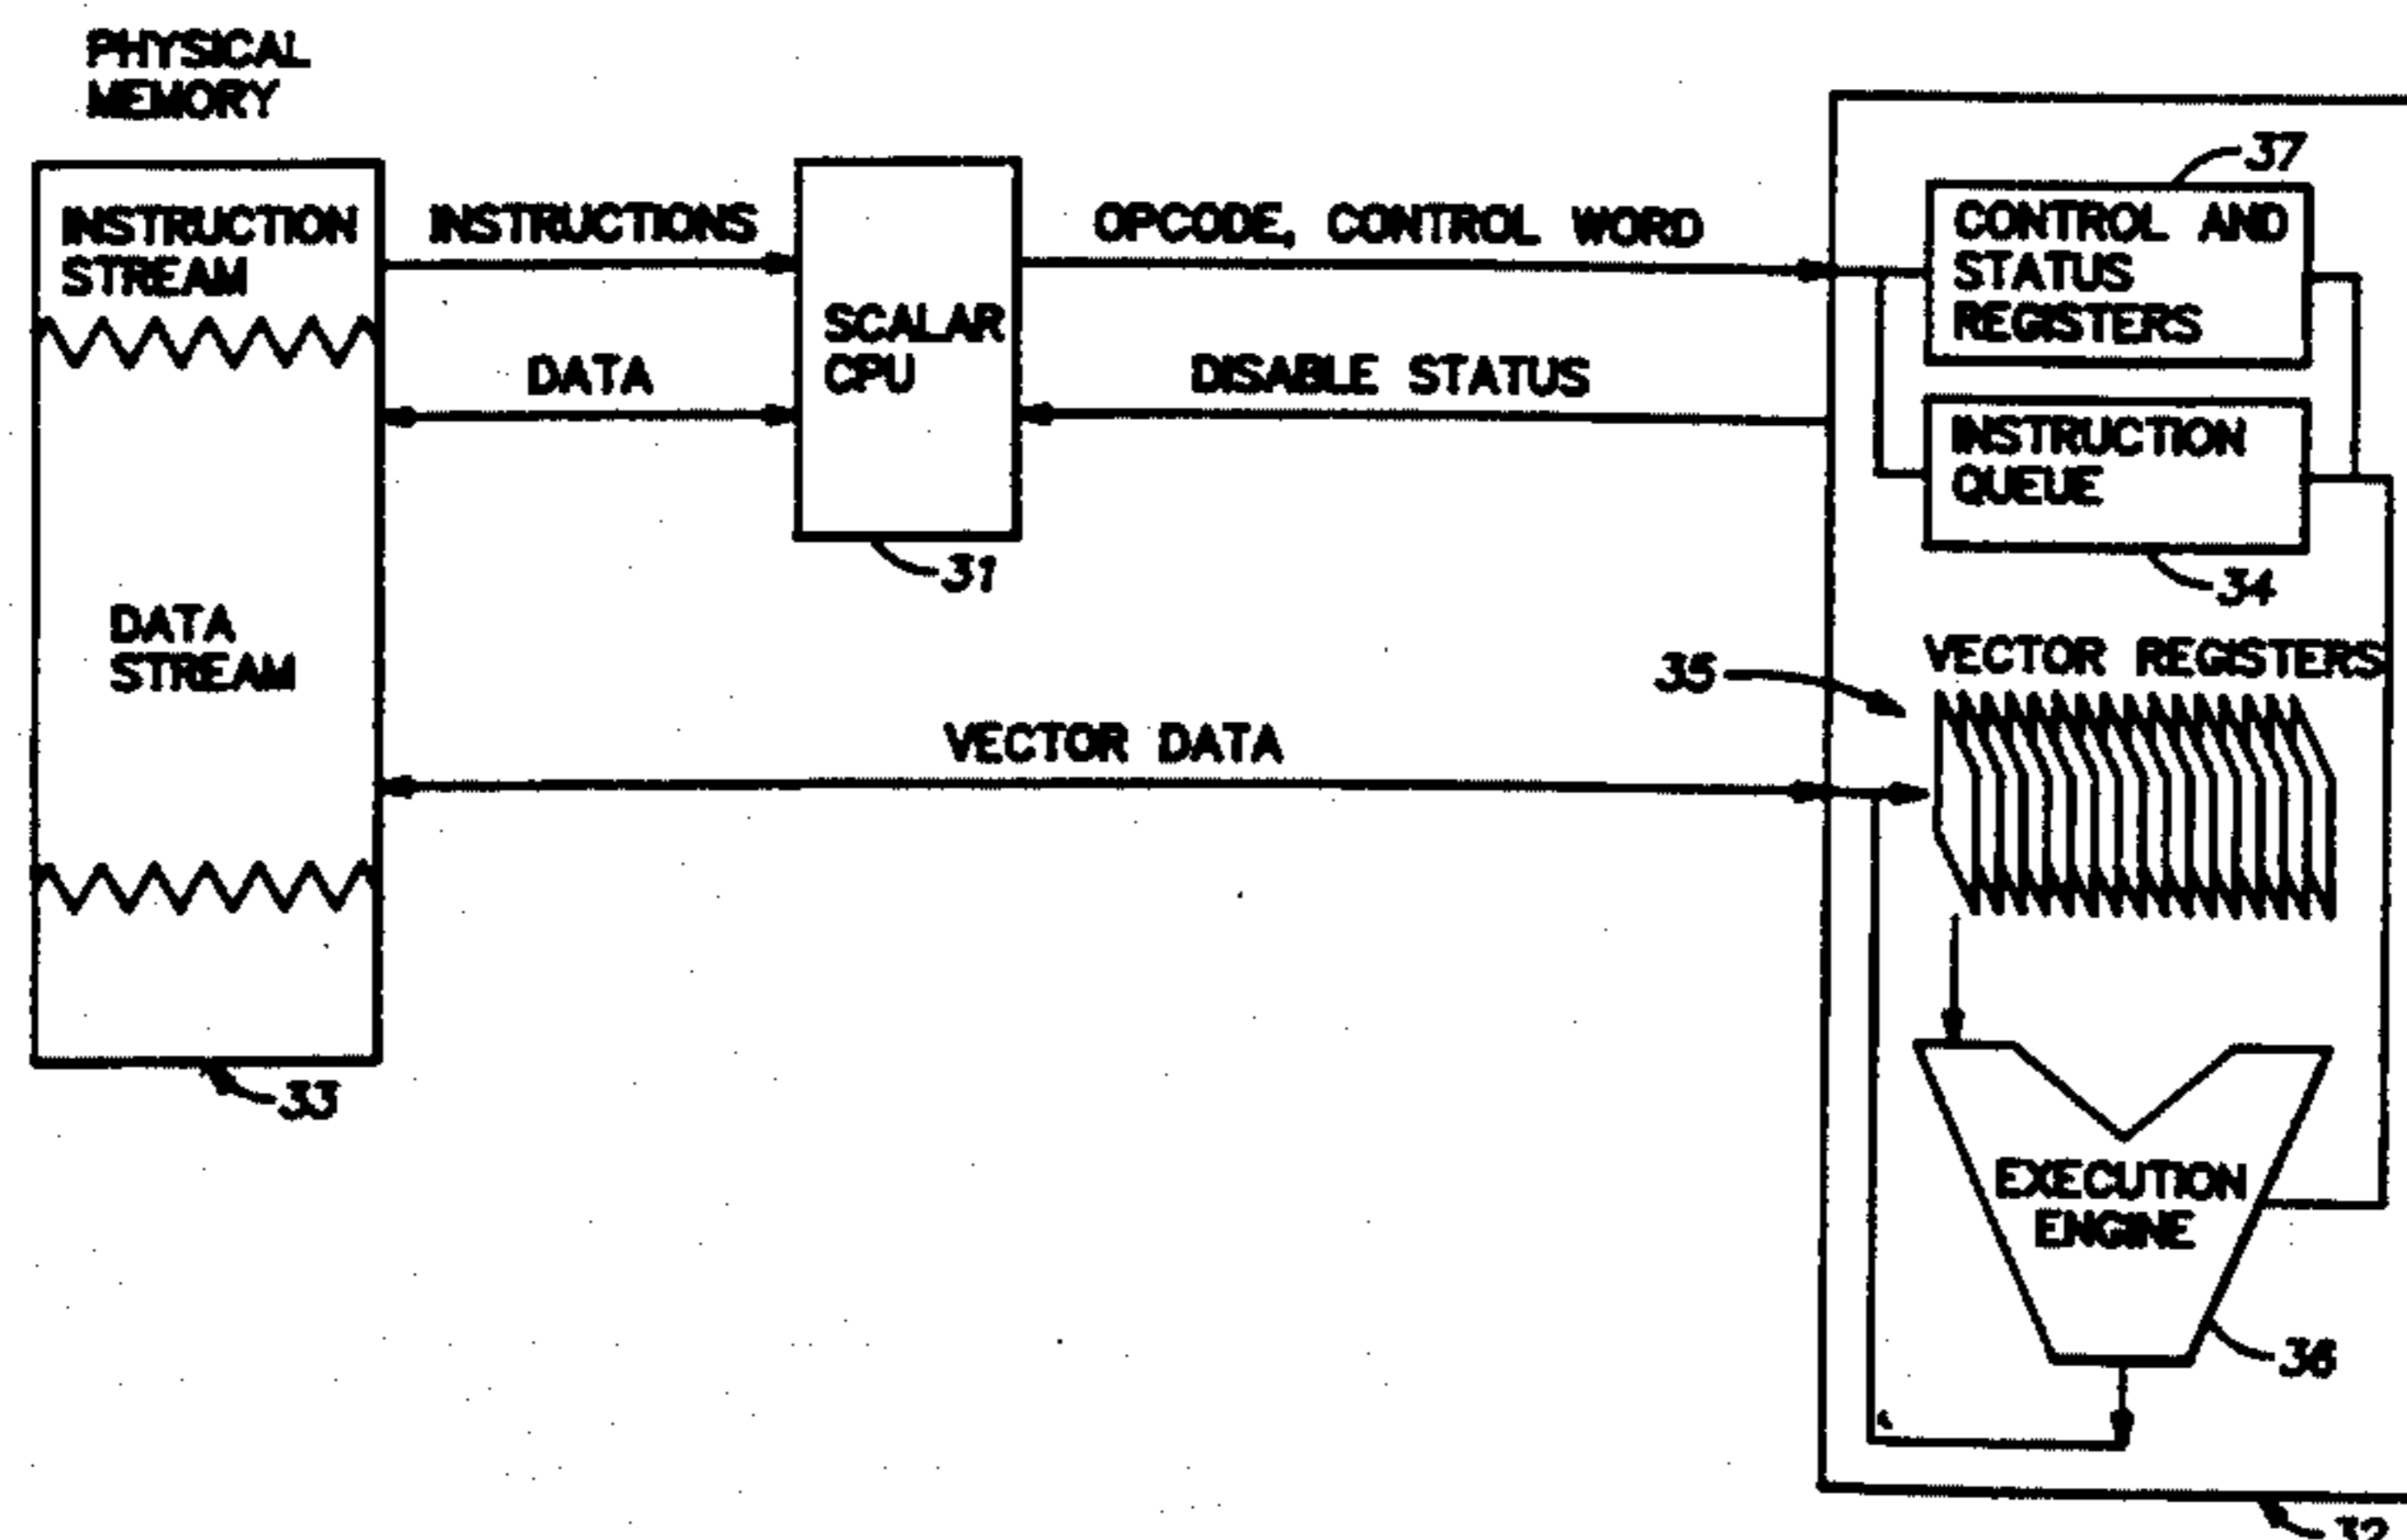 PHYSICAL
MEMORY
INSTRUCTION
STREAM
INSTRUCTIONS
DATA
DATA
STREAM
33
SCALAR
CPU
31
OPCODE, CONTROL WORD
DISABLE STATUS
VECTOR DATA
37
CONTROL AND
STATUS
REGISTERS
INSTRUCTION
QUEUE
34
35
VECTOR REGISTERS
EXECUTION
ENGINE
36
32